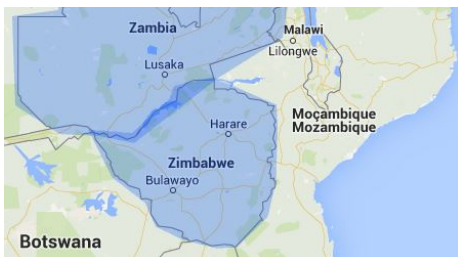 Zambia
Malawi
Lilongwe
Lusaka
Moçambique
Mozambique
Harare
Zimbabwe
Bulawayo
Botswana